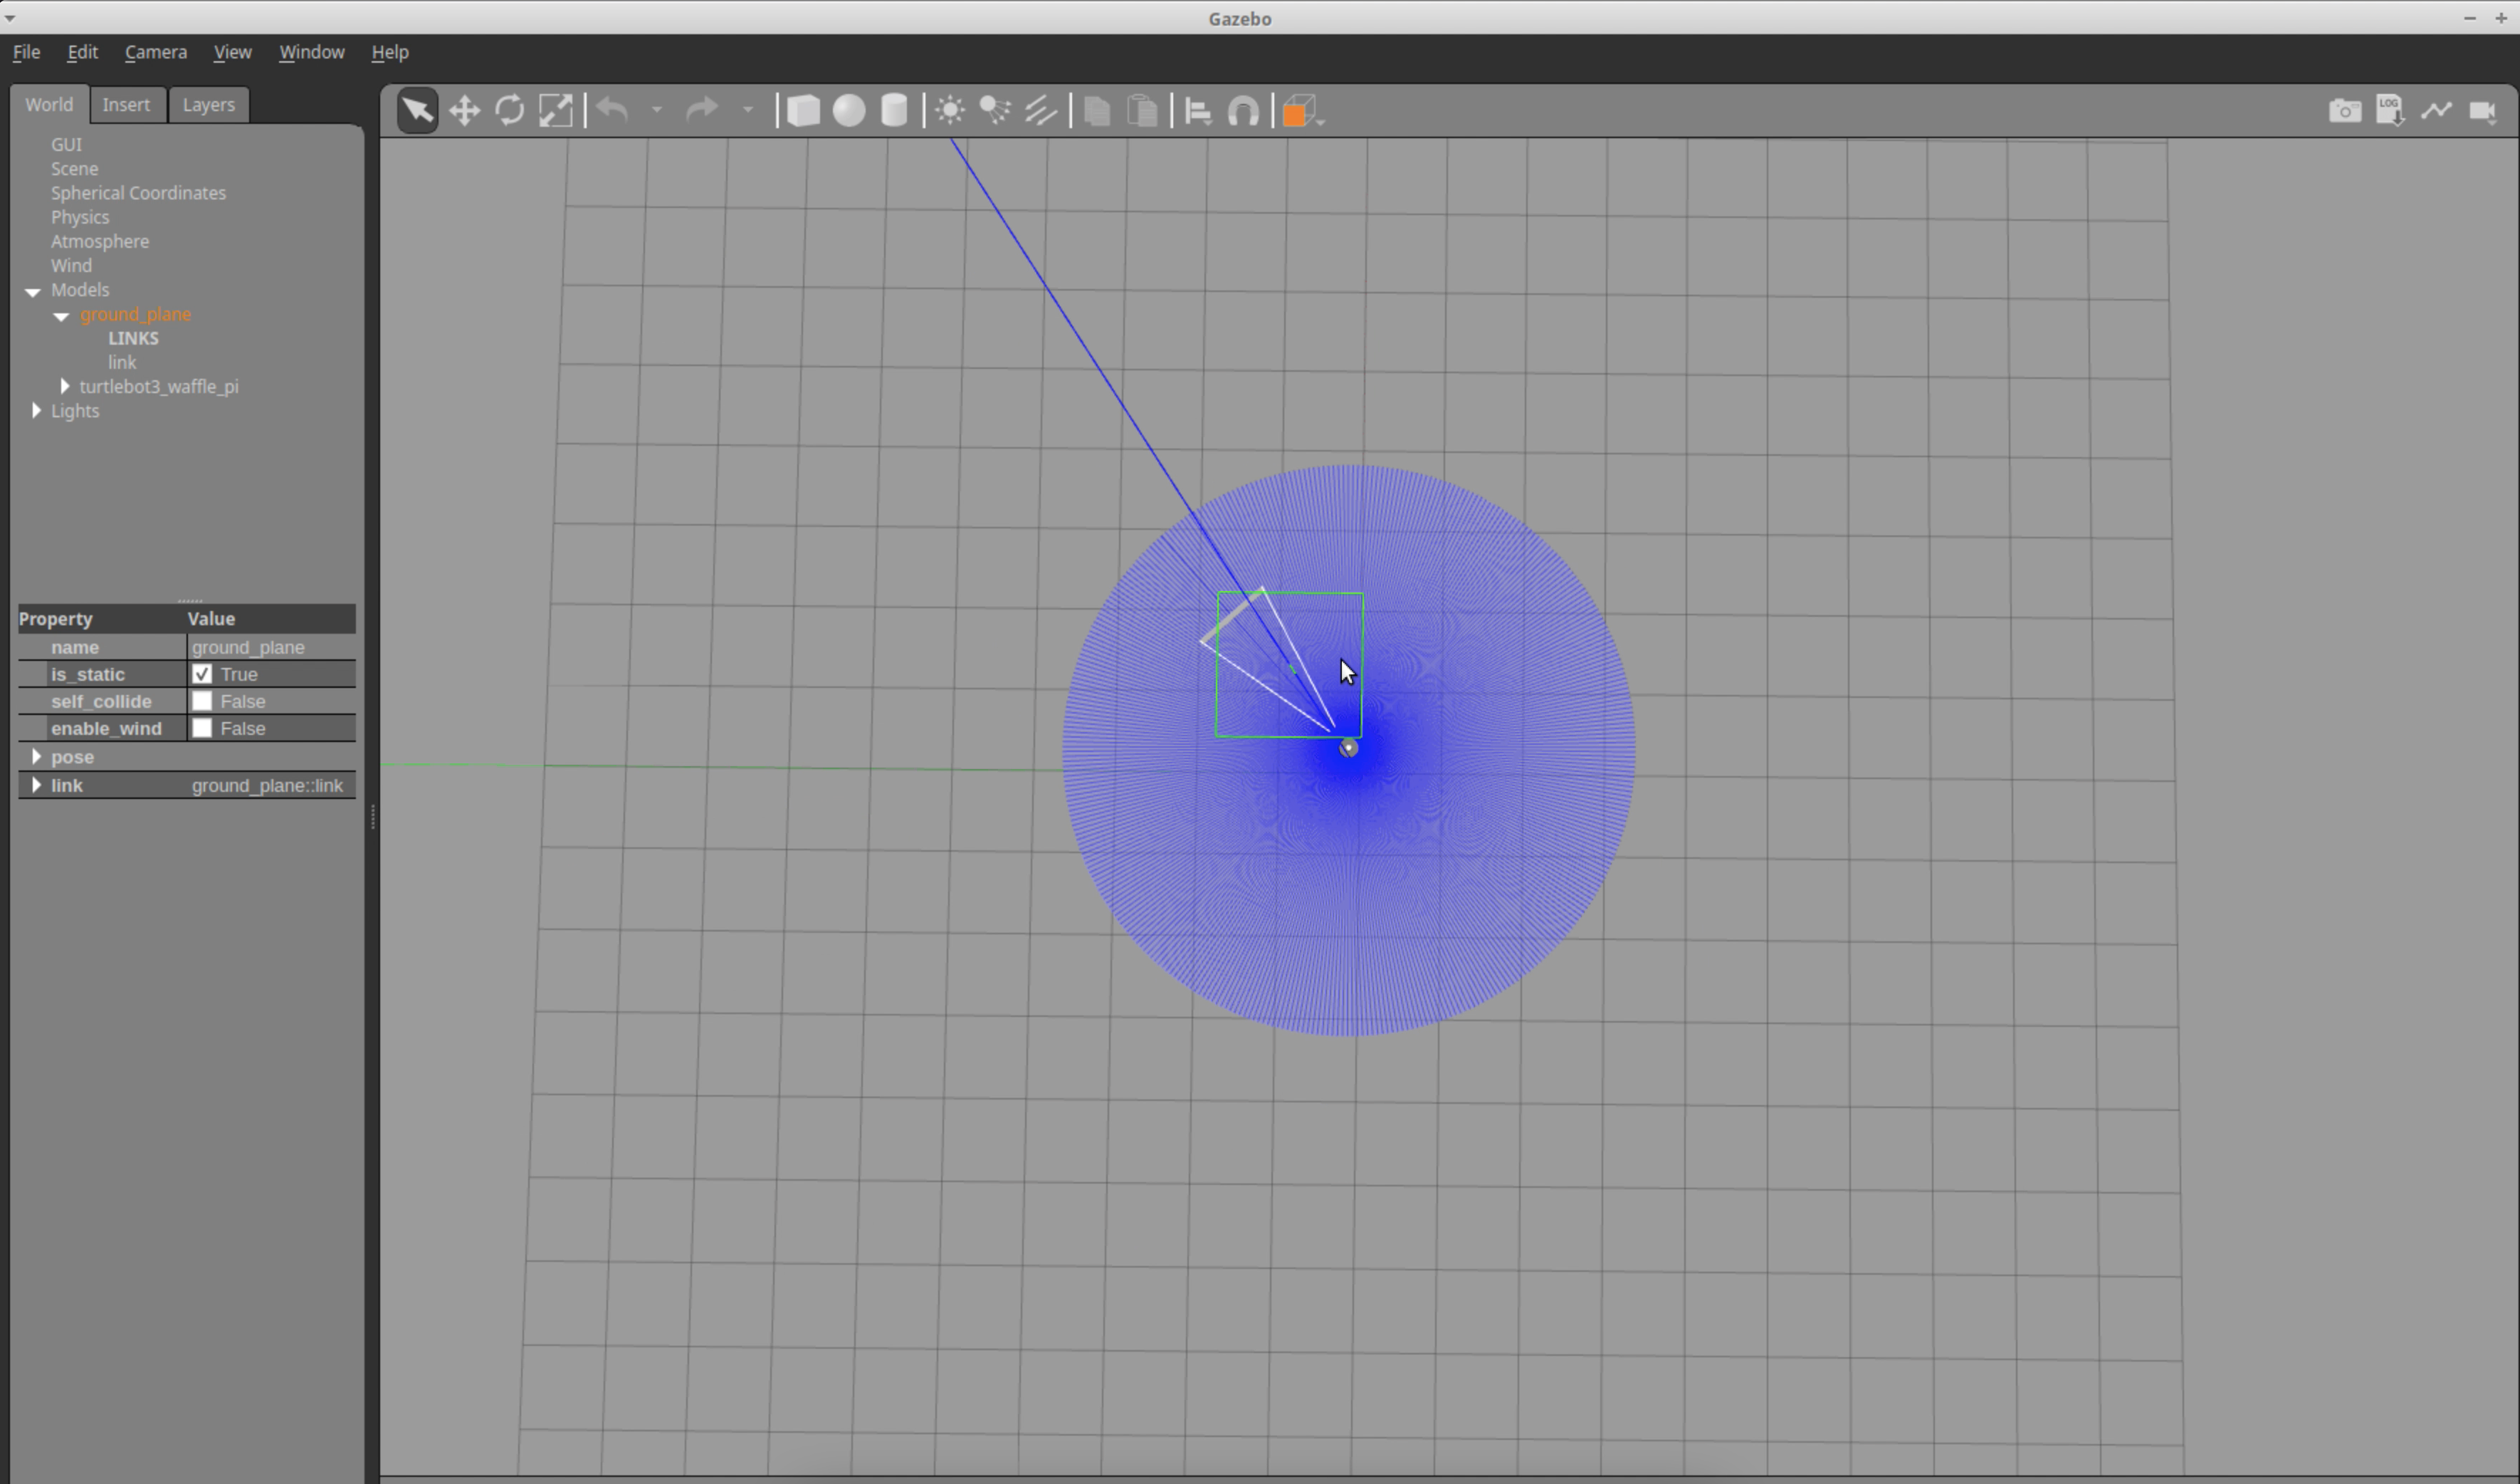 Gazebo
File Edit Camera View Window Help
World Insert Layers
LOG
GUI
Scene
Spherical Coordinates
Physics
Atmosphere
Wind
Models
ground_plane
LINKS
link
turtlebot3_waffle_pi
Lights
Property Value
name ground_plane
is_static True
self_collide False
enable_wind False
pose
link ground_plane::link